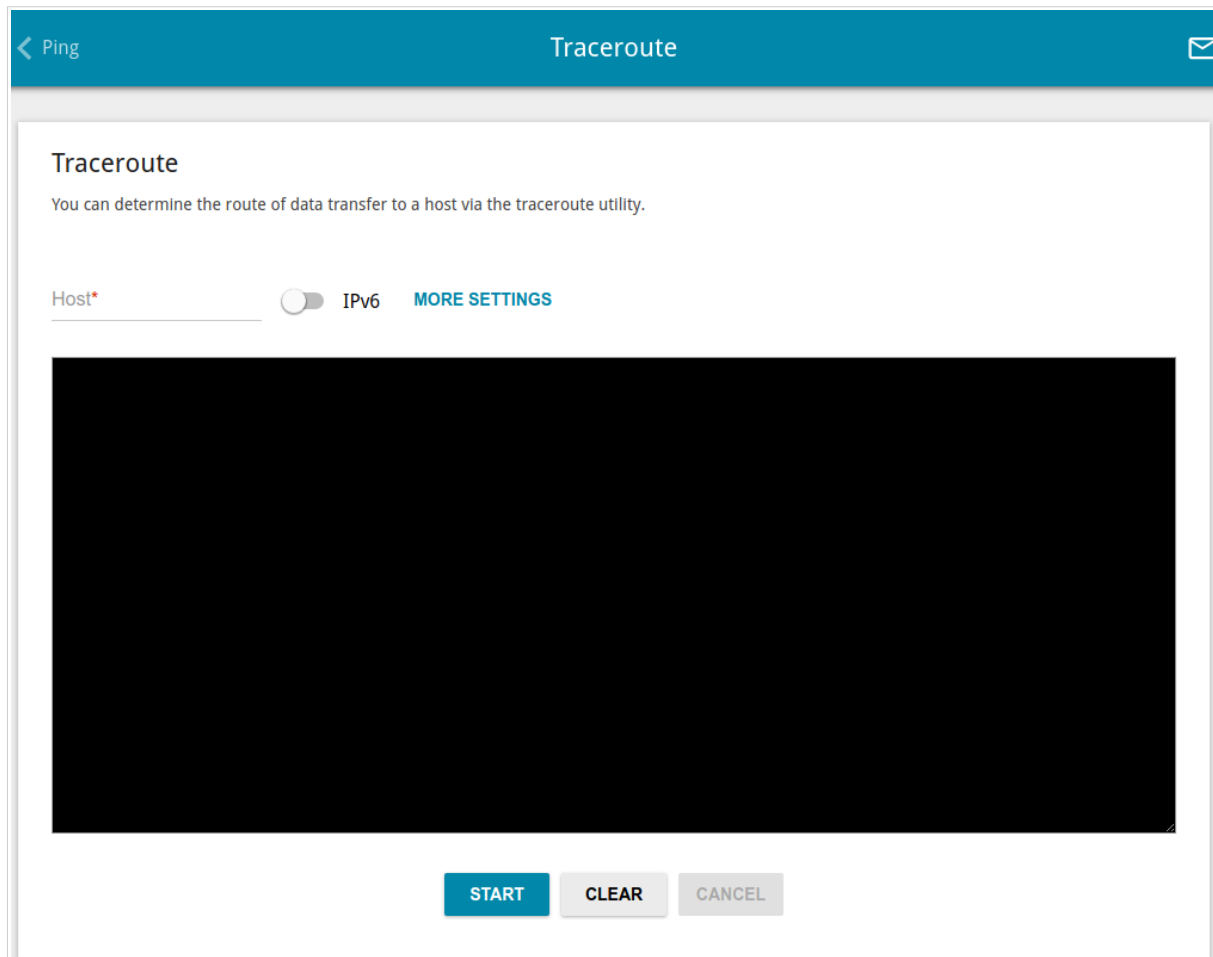 Ping
Traceroute
Traceroute
You can determine the route of data transfer to a host via the traceroute utility.
Host*
IPv6
MORE SETTINGS
START
CLEAR
CANCEL